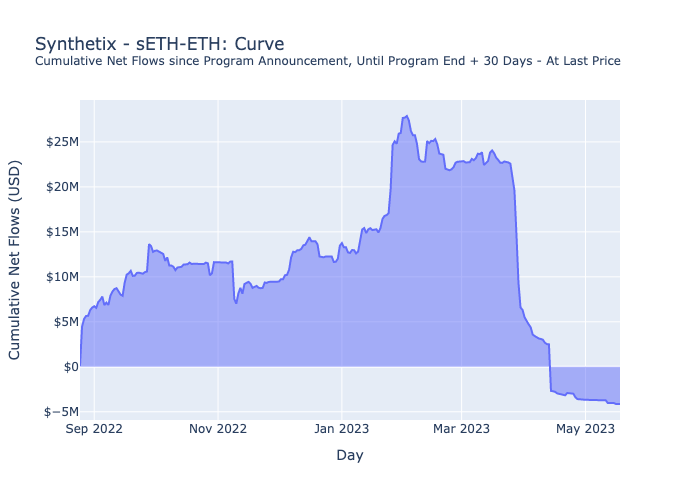 Synthetix - sETH-ETH: Curve
Cumulative Net Flows since Program Announcement, Until Program End + 30 Days - At Last Price
Cumulative Net Flows (USD)
$25M
$20M
$15M
$10M
$5M
$0
$−5M
Sep 2022
Nov 2022
Jan 2023
Mar 2023
May 2023
Day